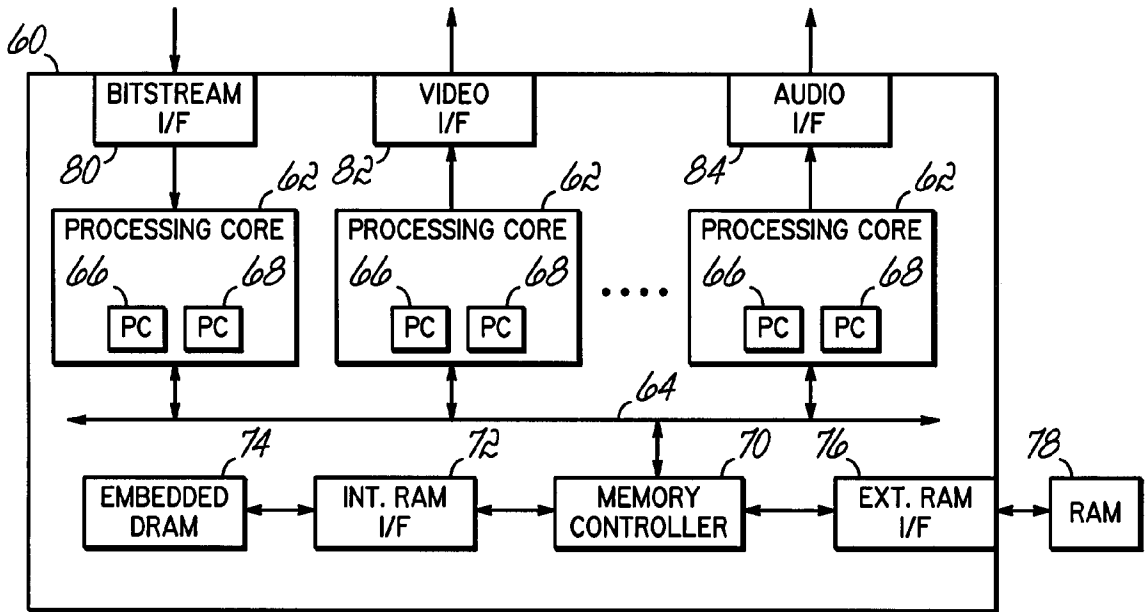 60
BITSTREAM
I/F
VIDEO
I/F
AUDIO
I/F
80
62
82
62
84
62
PROCESSING CORE
PROCESSING CORE
PROCESSING CORE
66
68
66
68
66
68
PC
PC
PC
PC
PC
PC
64
74
72
70
76
78
EMBEDDED
DRAM
INT. RAM
I/F
MEMORY
CONTROLLER
EXT. RAM
I/F
RAM